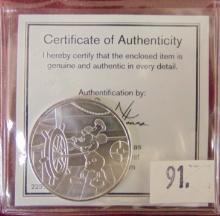 Certificate of Authenticity
I hereby certify that the enclosed item is
genuine and authentic in every detail.
Authentication by:
91.